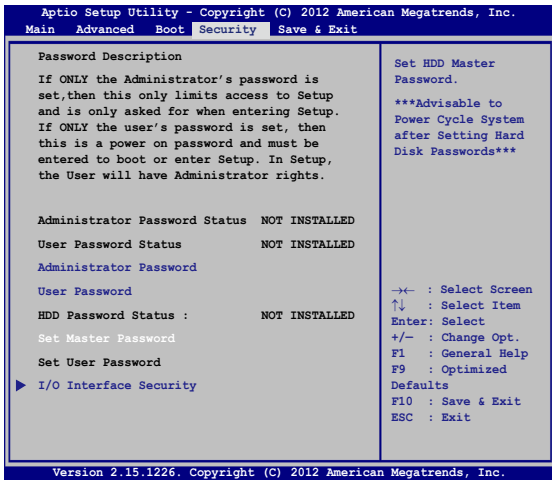 Aptio Setup Utility - Copyright (C) 2012 American Megatrends, Inc.
Main Advanced Boot Security Save & Exit
Password Description
If ONLY the Administrator's password is
set,then this only limits access to Setup
and is only asked for when entering Setup.
If ONLY the user's password is set, then
this is a power on password and must be
entered to boot or enter Setup. In Setup,
the User will have Administrator rights.
Administrator Password Status NOT INSTALLED
User Password Status NOT INSTALLED
Administrator Password
User Password
HDD Password Status : NOT INSTALLED
Set Master Password
Set User Password
I/O Interface Security
Set HDD Master
Password.
***Advisable to
Power Cycle System
after Setting Hard
Disk Passwords***
→← : Select Screen
↑↓ : Select Item
Enter: Select
+/— : Change Opt.
F1 : General Help
F9 : Optimized
Defaults
F10 : Save & Exit
ESC : Exit
Version 2.15.1226. Copyright (C) 2012 American Megatrends, Inc.